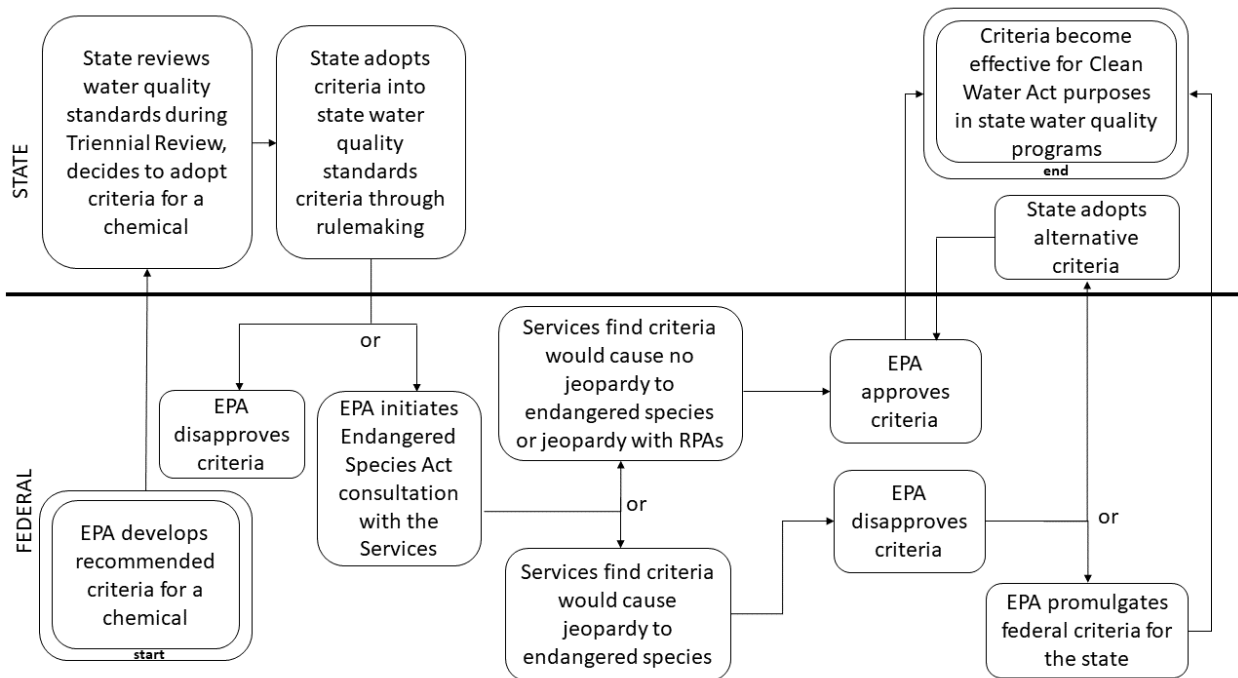 STATE
State reviews
water quality
standards during
Triennial Review,
decides to adopt
criteria for a
chemical
State adopts
criteria into
state water
quality
standards
criteria through
rulemaking
Criteria become
effective for Clean
Water Act purposes
in state water quality
programs
end
State adopts
alternative
criteria
FEDERAL
or
EPA
disapproves
criteria
EPA initiates
Endangered
Species Act
consultation
with the
Services
Services find criteria
would cause no
jeopardy to
endangered species
or jeopardy with RPAs
EPA
approves
criteria
or
Services find criteria
would cause
jeopardy to
endangered species
EPA
disapproves
criteria
or
EPA promulgates
federal criteria for
the state
EPA develops
recommended
criteria for a
chemical
start